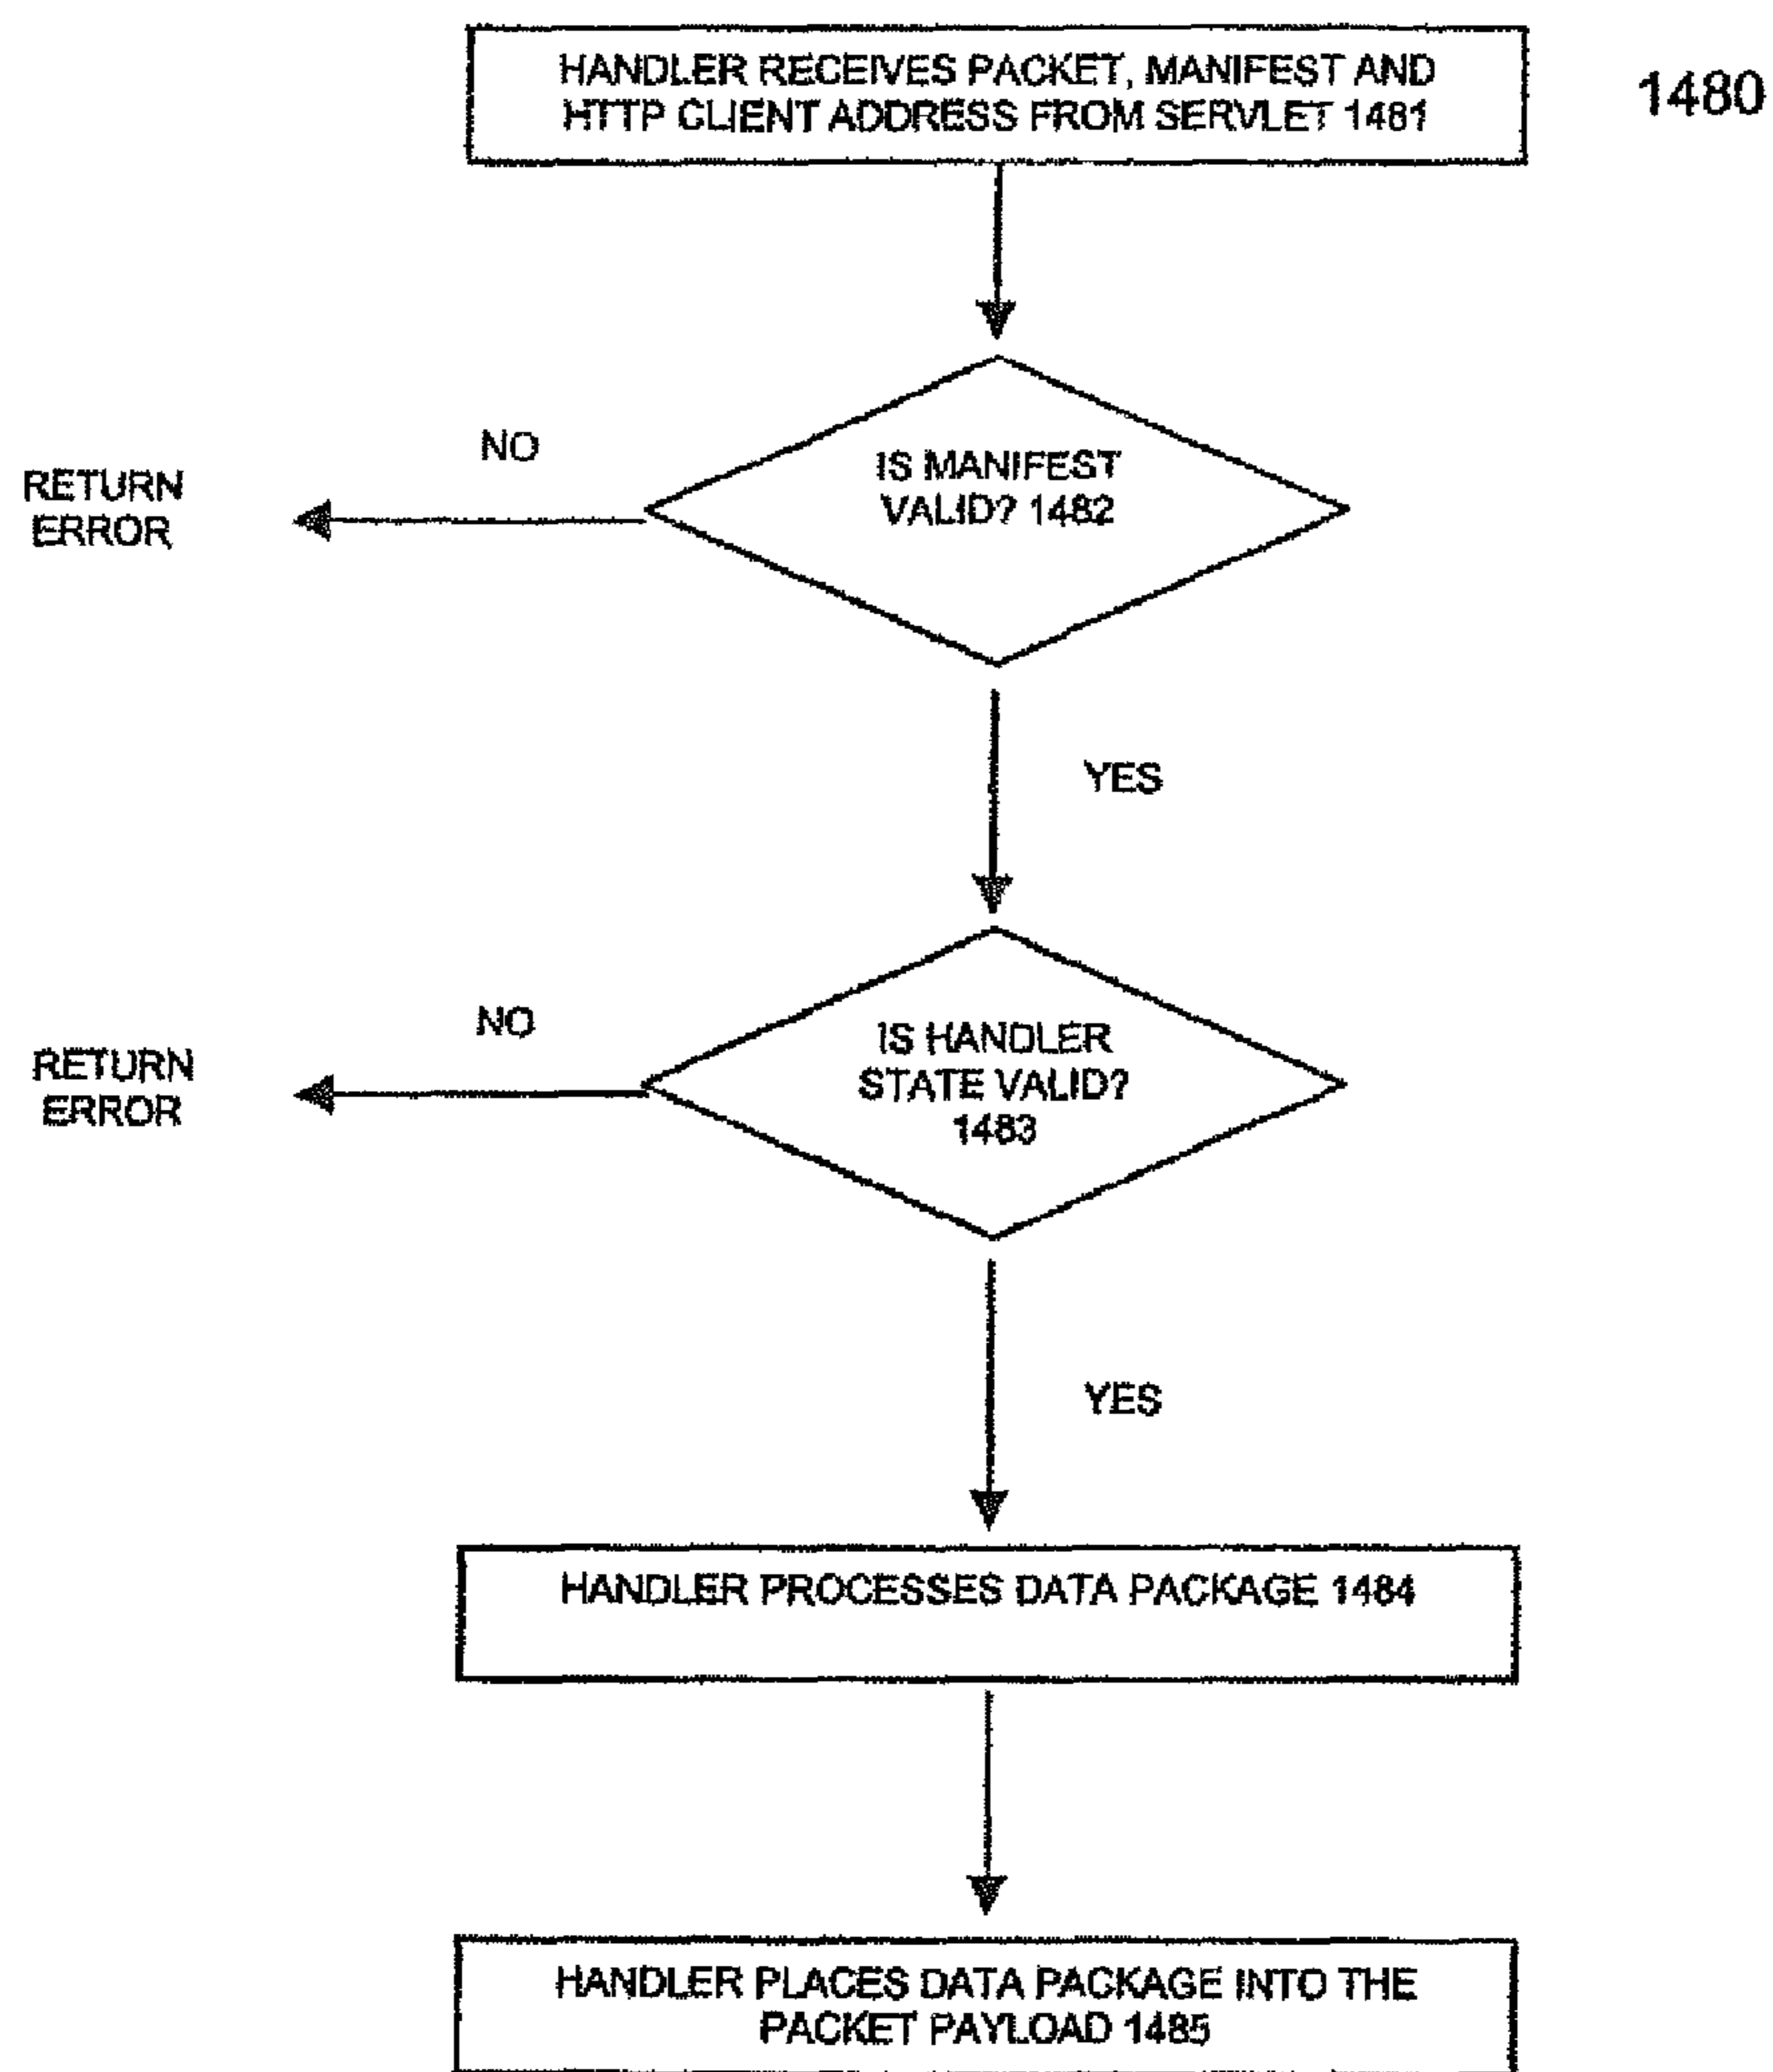 HANDLER RECEIVES PACKET, MANIFEST AND
HTTP CLIENT ADDRESS FROM SERVLET 1481
1480
IS MANIFEST
VALID? 1482
NO
RETURN
ERROR
YES
IS HANDLER
STATE VALID?
1483
NO
RETURN
ERROR
YES
HANDLER PROCESSES DATA PACKAGE 1484
HANDLER PLACES DATA PACKAGE INTO THE
PACKET PAYLOAD 1485